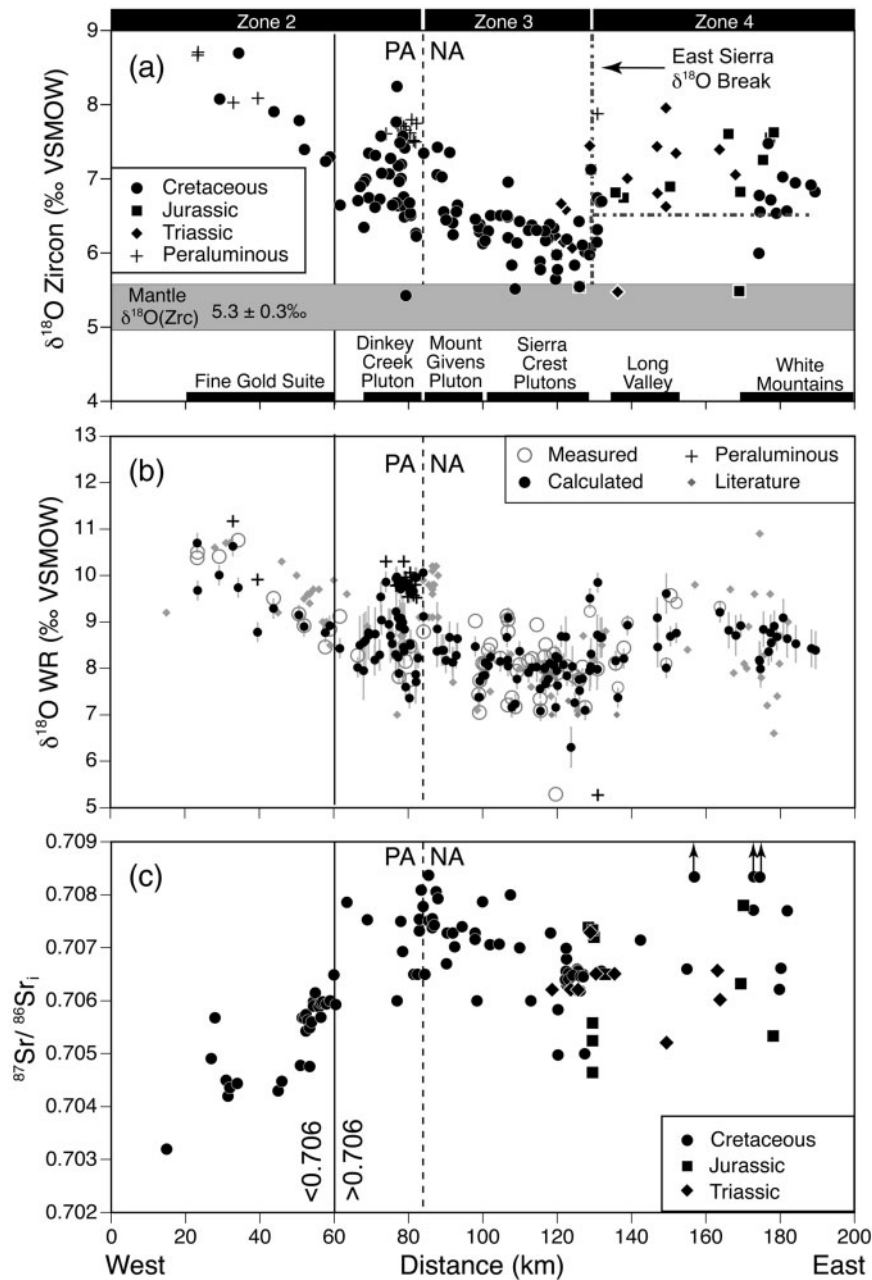 Zone 2 Zone 3 Zone 4
9
(a)
PA NA
East Sierra
δ¹⁸O Break
8
7
6
5
4
δ¹⁸O Zircon (‰ VSMOW)
Cretaceous
Jurassic
Triassic
Peraluminous
Mantle
δ¹⁸O(Zrc) 5.3 ± 0.3‰
Fine Gold Suite
Dinkey
Creek
Pluton
Mount
Givens
Pluton
Sierra
Crest
Plutons
Long
Valley
White
Mountains
13
12
11
10
9
8
7
6
5
δ¹⁸O WR (‰ VSMOW)
(b)
PA NA
Measured Peraluminous
Calculated Literature
0.709
0.708
0.707
0.706
0.705
0.704
0.703
0.702
⁸⁷Sr/ ⁸⁶Srᵢ
(c)
PA NA
<0.706
>0.706
Cretaceous
Jurassic
Triassic
0 20 40 60 80 100 120 140 160 180 200
West Distance (km) East